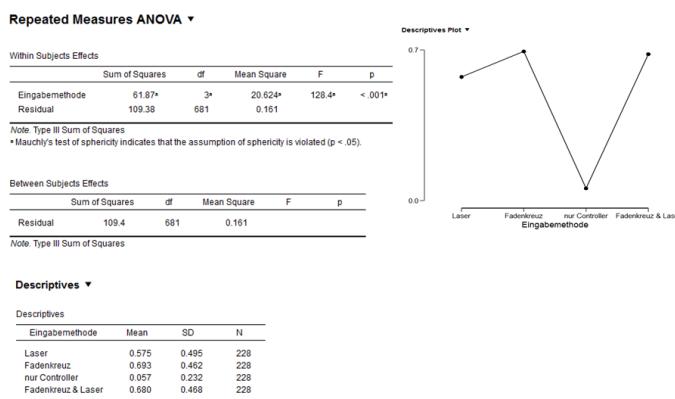 Repeated Measures ANOVA ▼
Within Subjects Effects
Sum of Squares df Mean Square F p
Eingabemethode 61.87ᵃ 3ᵃ 20.624ᵃ 128.4ᵃ < .001ᵃ
Residual 109.38 681 0.161
Note. Type III Sum of Squares
ᵃ Mauchly's test of sphericity indicates that the assumption of sphericity is violated (p < .05).
Between Subjects Effects
Sum of Squares df Mean Square F p
Residual 109.4 681 0.161
Note. Type III Sum of Squares
Descriptives ▼
Descriptives
Eingabemethode Mean SD N
Laser 0.575 0.495 228
Fadenkreuz 0.693 0.462 228
nur Controller 0.057 0.232 228
Fadenkreuz & Laser 0.680 0.468 228
Descriptives Plot ▼
0.7
0.0
Laser Fadenkreuz nur Controller Fadenkreuz & Las
Eingabemethode